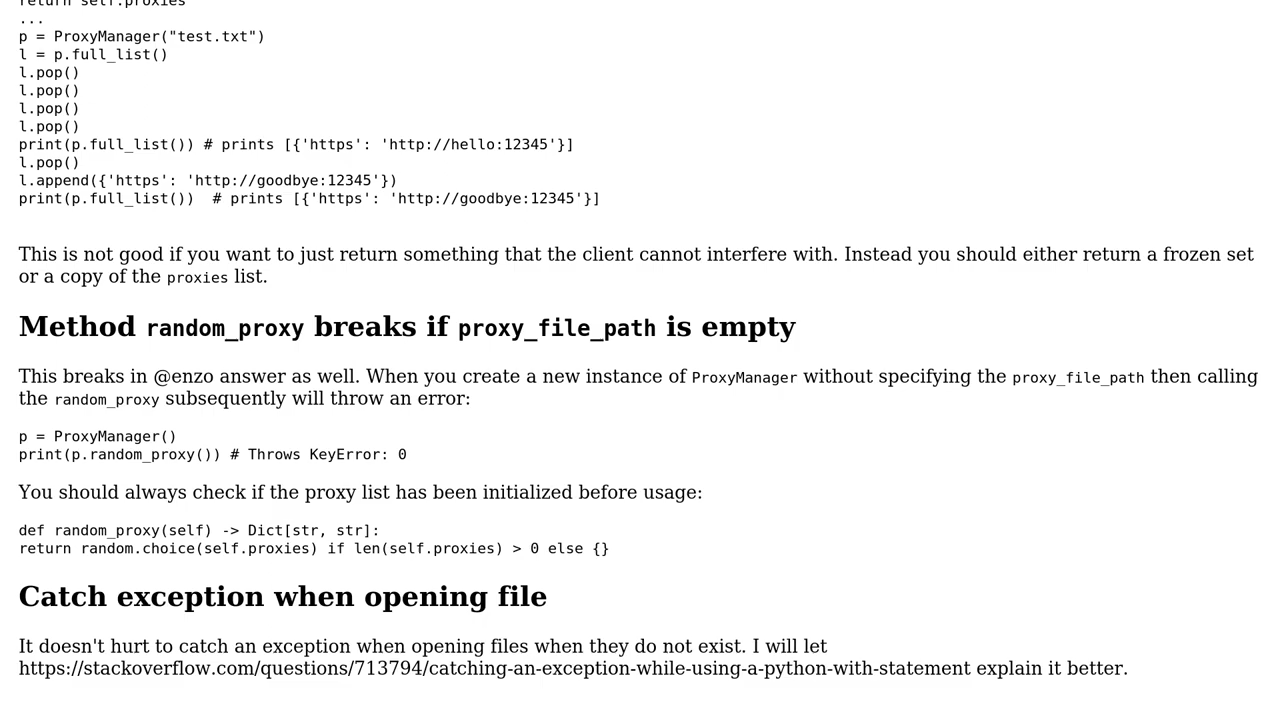 return self.proxies
...
p = ProxyManager("test.txt")
l = p.full_list()
l.pop()
l.pop()
l.pop()
l.pop()
print(p.full_list()) # prints [{'https': 'http://hello:12345'}]
l.pop()
l.append({'https': 'http://goodbye:12345'})
print(p.full_list())  # prints [{'https': 'http://goodbye:12345'}]
This is not good if you want to just return something that the client cannot interfere with. Instead you should either return a frozen set
or a copy of the proxies list.
Method random_proxy breaks if proxy_file_path is empty
This breaks in @enzo answer as well. When you create a new instance of ProxyManager without specifying the proxy_file_path then calling
the random_proxy subsequently will throw an error:
p = ProxyManager()
print(p.random_proxy()) # Throws KeyError: 0
You should always check if the proxy list has been initialized before usage:
def random_proxy(self) -> Dict[str, str]:
return random.choice(self.proxies) if len(self.proxies) > 0 else {}
Catch exception when opening file
It doesn't hurt to catch an exception when opening files when they do not exist. I will let
https://stackoverflow.com/questions/713794/catching-an-exception-while-using-a-python-with-statement explain it better.